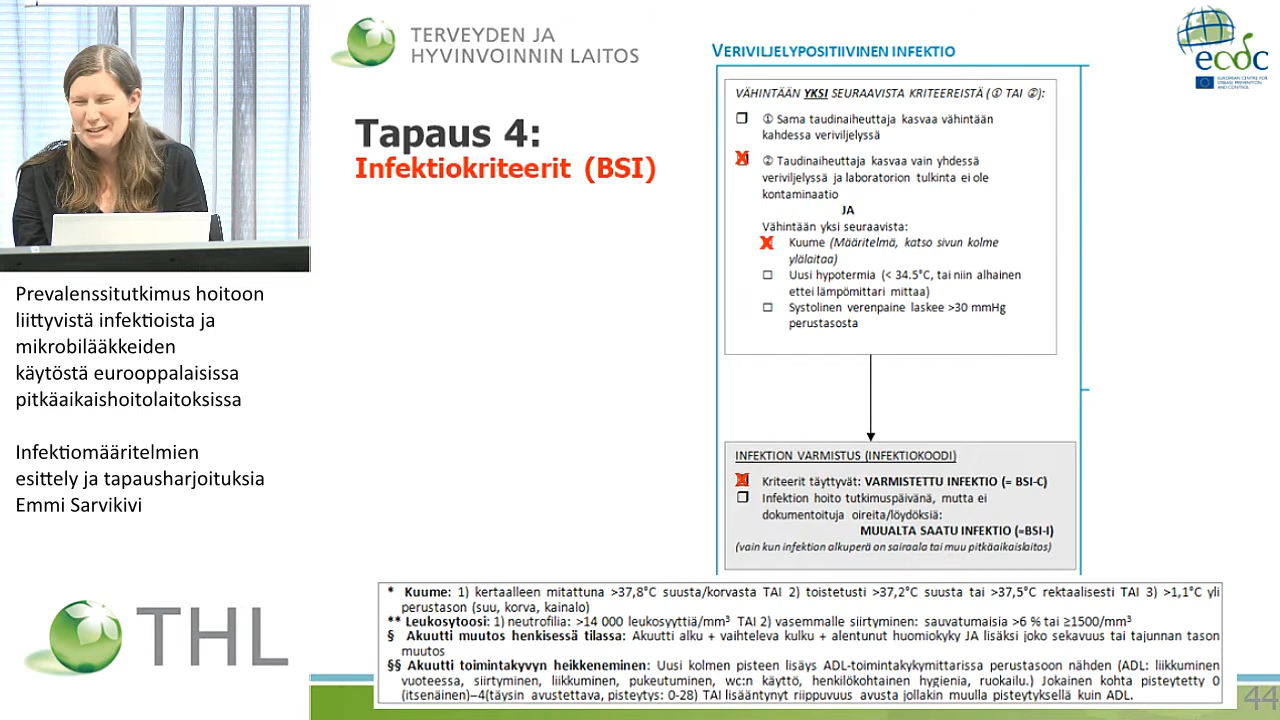 TERVEYDEN JA
HYVINVOINNIN LAITOS
VERIVILJELYPOSITIIVINEN INFEKTIO
ecdc
EUROPEAN CENTRE FOR
DISEASE PREVENTION
AND CONTROL
Tapaus 4:
Infektiokriteerit (BSI)
VÄHINTÄÄN YKSI SEURAAVISTA KRITEEREISTÄ (① TAI ②):
① Sama taudinaiheuttaja kasvaa vähintään
kahdessa veriviljelyssä
② Taudinaiheuttaja kasvaa vain yhdessä
veriviljelyssä ja laboratorion tulkinta ei ole
kontaminaatio
JA
Vähintään yksi seuraavista:
Kuume (Määritelmä, katso sivun kolme
ylälaitaa)
Uusi hypotermia (< 34.5°C, tai niin alhainen
ettei lämpömittari mittaa)
Systolinen verenpaine laskee >30 mmHg
perustasosta
INFEKTION VARMISTUS (INFEKTIOKOODI)
Kriteerit täyttyvät: VARMISTETTU INFEKTIO (= BSI-C)
Infektion hoito tutkimuspäivänä, mutta ei
dokumentoituja oireita/löydöksiä:
MUUALTA SAATU INFEKTIO (=BSI-I)
(vain kun infektion alkuperä on sairaala tai muu pitkäaikaislaitos)
* Kuume: 1) kertaalleen mitattuna >37,8°C suusta/korvasta TAI 2) toistetusti >37,2°C suusta tai >37,5°C rektaalisesti TAI 3) >1,1°C yli
perustason (suu, korva, kainalo)
** Leukosytoosi: 1) neutrofilia: >14 000 leukosyyttiä/mm³ TAI 2) vasemmalle siirtyminen: sauvatumaisia >6 % tai ≥1500/mm³
§ Akuutti muutos henkisessä tilassa: Akuutti alku + vaihteleva kulku + alentunut huomiokyky JA lisäksi joko sekavuus tai tajunnan tason
muutos
§§ Akuutti toimintakyvyn heikkeneminen: Uusi kolmen pisteen lisäys ADL-toimintakykymittarissa perustasoon nähden (ADL: liikkuminen
vuoteessa, siirtyminen, liikkuminen, pukeutuminen, wc:n käyttö, henkilökohtainen hygienia, ruokailu.) Jokainen kohta pisteytetty 0
(itsenäinen)–4(täysin avustettava, pisteytys: 0-28) TAI lisääntynyt riippuvuus avusta jollakin muulla pisteytyksellä kuin ADL.
44
Prevalenssitutkimus hoitoon
liittyvistä infektioista ja
mikrobilääkkeiden
käytöstä eurooppalaisissa
pitkäaikaishoitolaitoksissa
Infektiomääritelmien
esittely ja tapausharjoituksia
Emmi Sarvikivi
THL